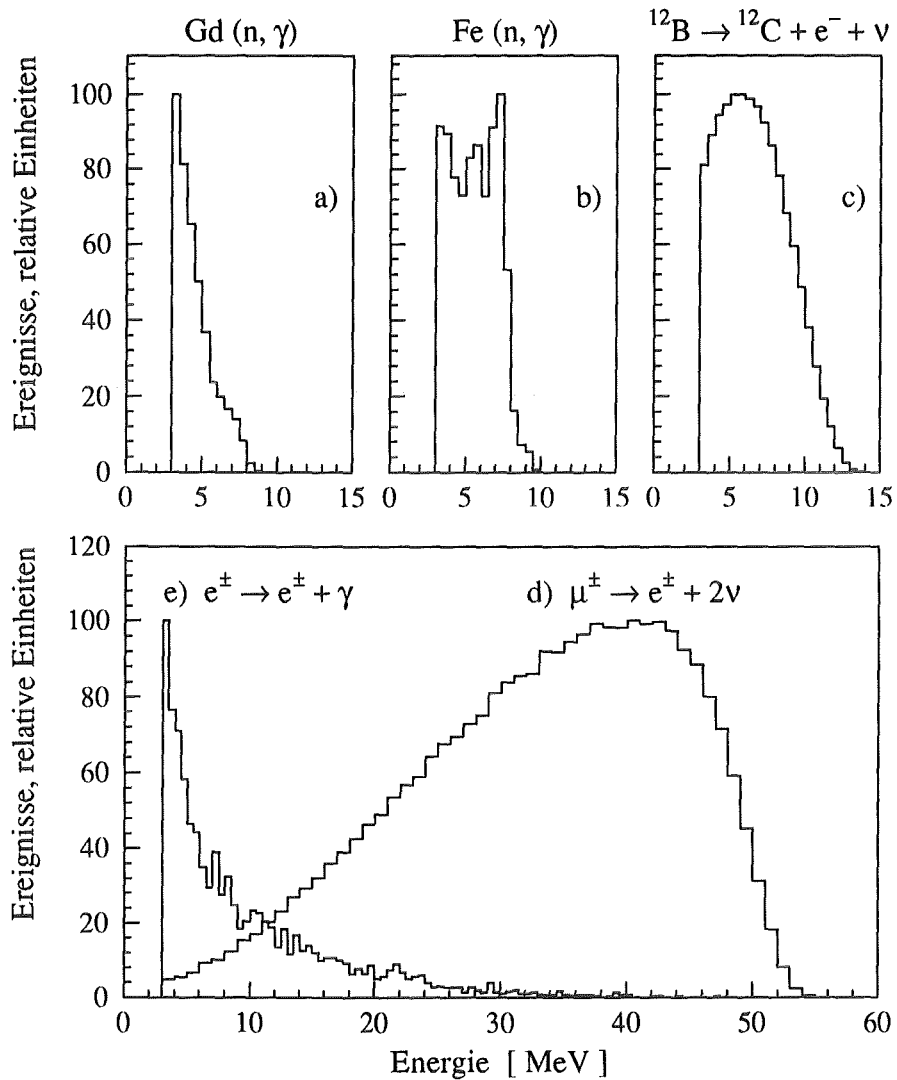 Gd (n, γ)
Fe (n, γ)
¹²B → ¹²C + e⁻ + ν
Ereignisse, relative Einheiten
100
80
60
40
20
0
a)
b)
c)
0 5 10 15
0 5 10 15
0 5 10 15
Ereignisse, relative Einheiten
120
100
80
60
40
20
0
e) e± → e± + γ
d) μ± → e± + 2ν
0 10 20 30 40 50 60
Energie [ MeV ]